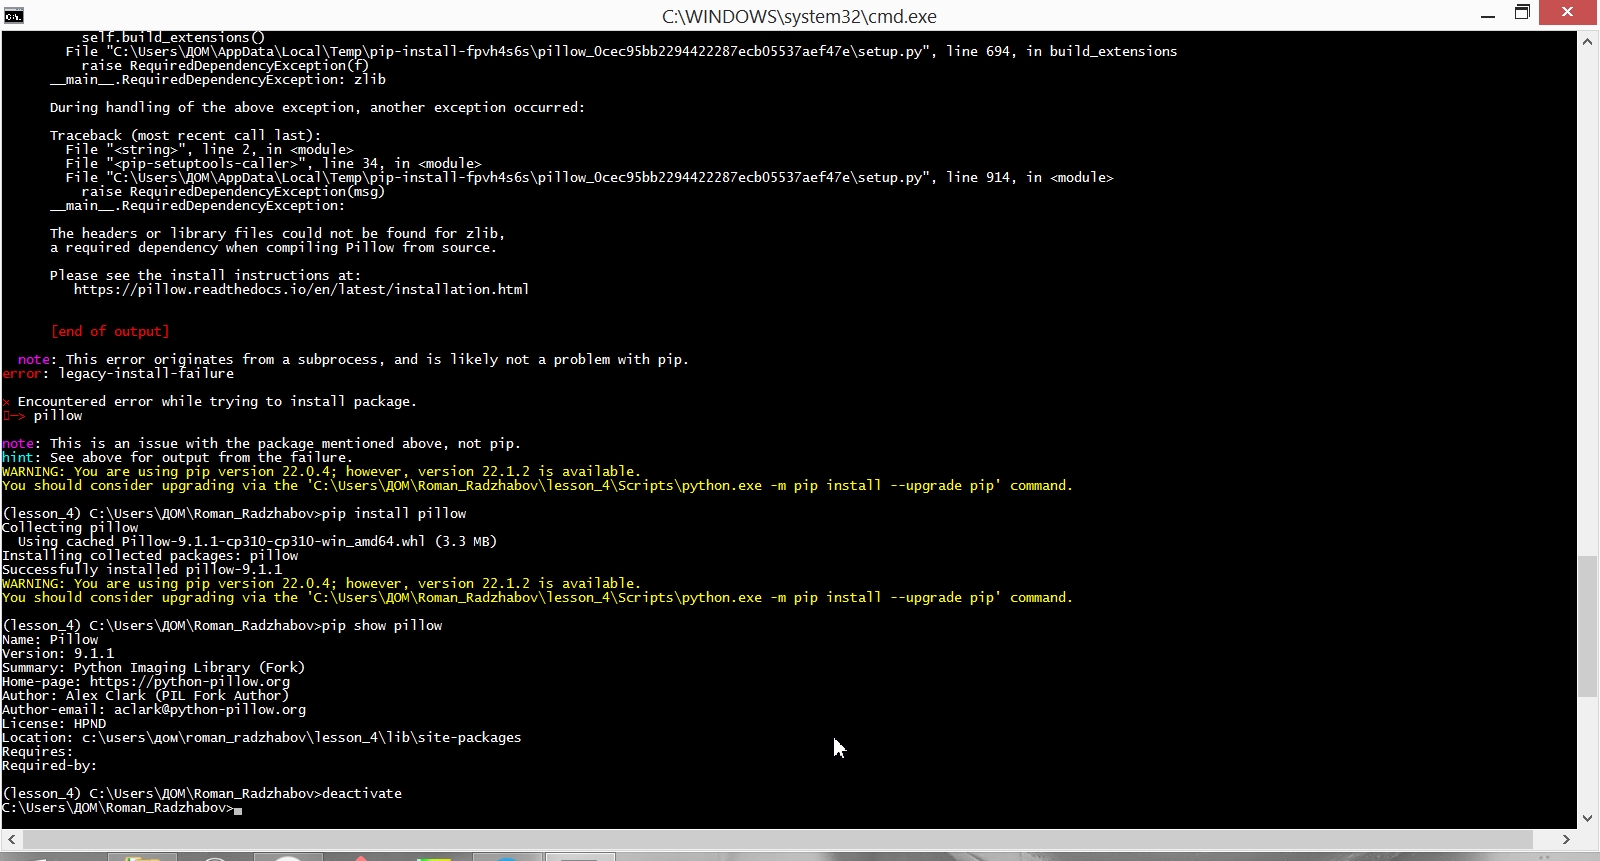 C:\WINDOWS\system32\cmd.exe
self.build_extensions()
File "C:\Users\ДОМ\AppData\Local\Temp\pip-install-fpvh4s6s\pillow_0cec95bb2294422287ecb05537aef47e\setup.py", line 694, in build_extensions
raise RequiredDependencyException(f)
__main__.RequiredDependencyException: zlib
During handling of the above exception, another exception occurred:
Traceback (most recent call last):
File "<string>", line 2, in <module>
File "<pip-setuptools-caller>", line 34, in <module>
File "C:\Users\ДОМ\AppData\Local\Temp\pip-install-fpvh4s6s\pillow_0cec95bb2294422287ecb05537aef47e\setup.py", line 914, in <module>
raise RequiredDependencyException(msg)
__main__.RequiredDependencyException:
The headers or library files could not be found for zlib,
a required dependency when compiling Pillow from source.
Please see the install instructions at:
https://pillow.readthedocs.io/en/latest/installation.html
[end of output]
note: This error originates from a subprocess, and is likely not a problem with pip.
error: legacy-install-failure
× Encountered error while trying to install package.
─> pillow
note: This is an issue with the package mentioned above, not pip.
hint: See above for output from the failure.
WARNING: You are using pip version 22.0.4; however, version 22.1.2 is available.
You should consider upgrading via the 'C:\Users\ДОМ\Roman_Radzhabov\lesson_4\Scripts\python.exe -m pip install --upgrade pip' command.
(lesson_4) C:\Users\ДОМ\Roman_Radzhabov>pip install pillow
Collecting pillow
Using cached Pillow-9.1.1-cp310-cp310-win_amd64.whl (3.3 MB)
Installing collected packages: pillow
Successfully installed pillow-9.1.1
WARNING: You are using pip version 22.0.4; however, version 22.1.2 is available.
You should consider upgrading via the 'C:\Users\ДОМ\Roman_Radzhabov\lesson_4\Scripts\python.exe -m pip install --upgrade pip' command.
(lesson_4) C:\Users\ДОМ\Roman_Radzhabov>pip show pillow
Name: Pillow
Version: 9.1.1
Summary: Python Imaging Library (Fork)
Home-page: https://python-pillow.org
Author: Alex Clark (PIL Fork Author)
Author-email: aclark@python-pillow.org
License: HPND
Location: c:\users\дом\roman_radzhabov\lesson_4\lib\site-packages
Requires:
Required-by:
(lesson_4) C:\Users\ДОМ\Roman_Radzhabov>deactivate
C:\Users\ДОМ\Roman_Radzhabov>